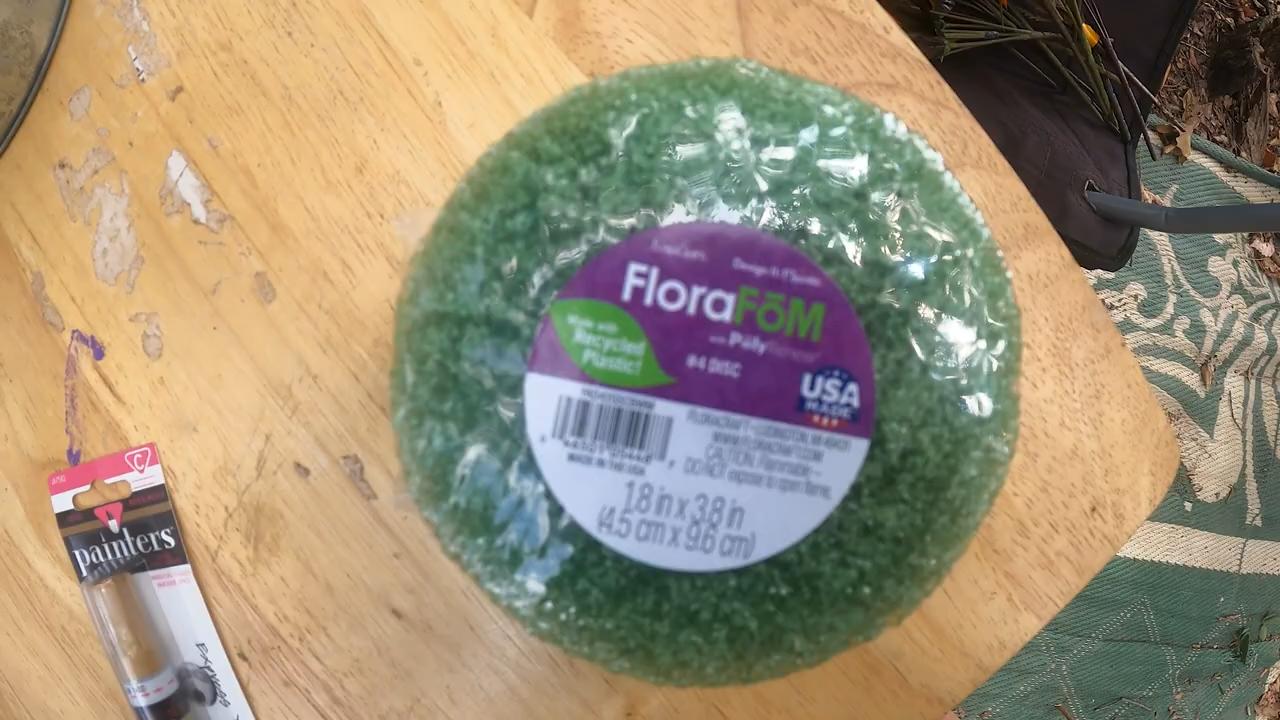 FloraFōM
Made with
Recycled
Plastic!
#4 DISC
USA
MADE
MADE IN THE USA
FLORACRAFT · LUDINGTON, MI 49431
WWW.FLORACRAFT.COM
CAUTION: Flammable—
DO NOT expose to open flame.
1.8 in x 3.8 in
(4.5 cm x 9.6 cm)
C
painters